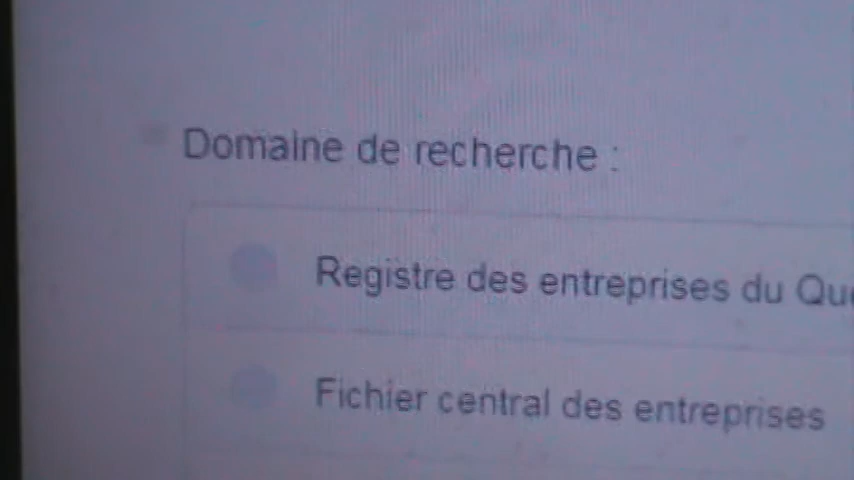 Domaine de recherche :
Registre des entreprises du
Fichier central des entreprises